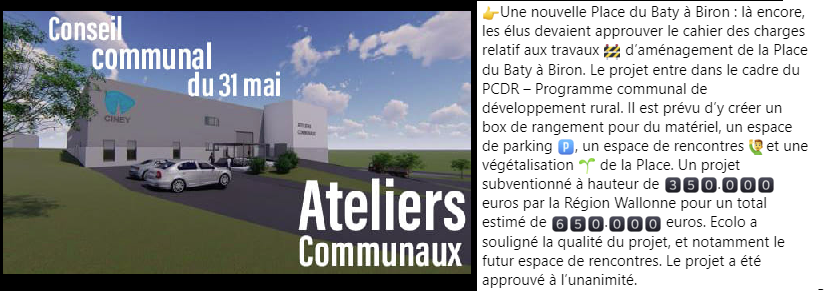 Conseil
communal
du 31 mai
CINEY
Ateliers
Communaux
👉Une nouvelle Place du Baty à Biron : là encore,
les élus devaient approuver le cahier des charges
relatif aux travaux 🚧 d’aménagement de la Place
du Baty à Biron. Le projet entre dans le cadre du
PCDR – Programme communal de
développement rural. Il est prévu d’y créer un
box de rangement pour du matériel, un espace
de parking 🅿️, un espace de rencontres 🙋‍♂️et une
végétalisation 🌱 de la Place. Un projet
subventionné à hauteur de 3️⃣5️⃣0️⃣.0️⃣0️⃣0️⃣
euros par la Région Wallonne pour un total
estimé de 6️⃣5️⃣0️⃣.0️⃣0️⃣0️⃣ euros. Ecolo a
souligné la qualité du projet, et notamment le
futur espace de rencontres. Le projet a été
approuvé à l’unanimité.